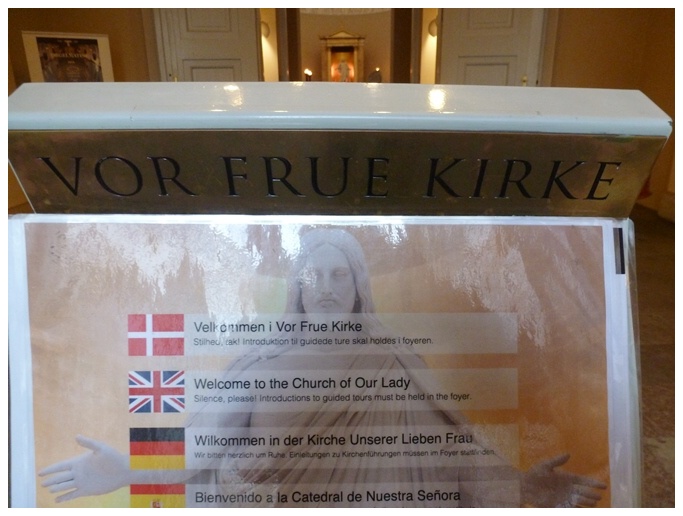 VOR FRUE KIRKE
Velkommen i Vor Frue Kirke
Stilhed, tak! Introduktion til guidede ture skal holdes i foyeren.
Welcome to the Church of Our Lady
Silence, please! Introductions to guided tours must be held in the foyer.
Wilkommen in der Kirche Unserer Lieben Frau
Wir bitten herzlich um Ruhe. Einleitungen zu Kirchenführungen müssen im Foyer stattfinden.
Bienvenido a la Catedral de Nuestra Señora